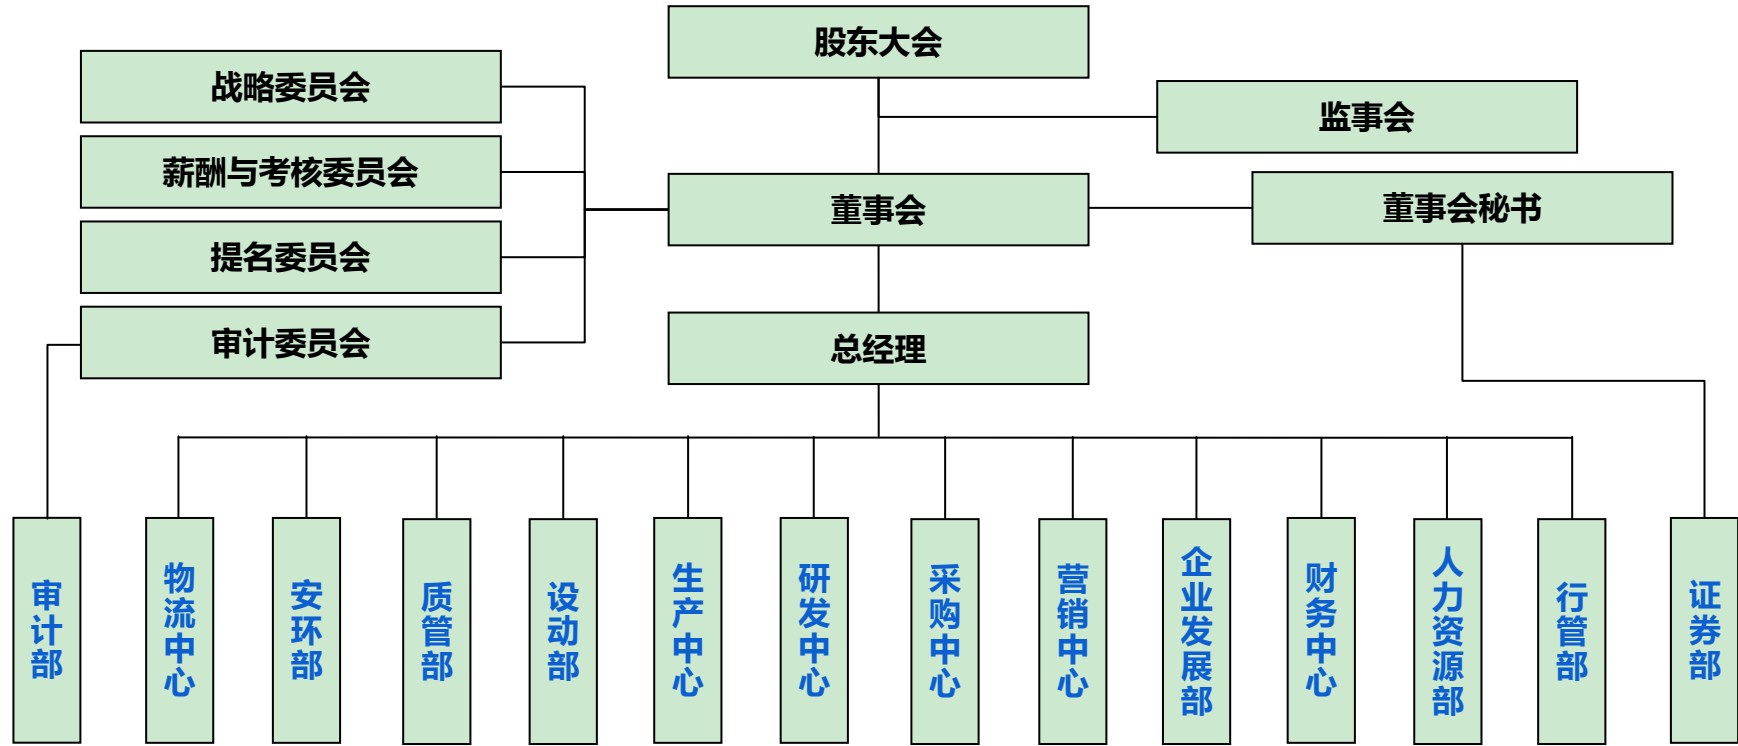 股东大会
战略委员会
监事会
薪酬与考核委员会
董事会
董事会秘书
提名委员会
审计委员会
总经理
审计部
物流中心
安环部
质管部
设动部
生产中心
研发中心
采购中心
营销中心
企业发展部
财务中心
人力资源部
行管部
证券部